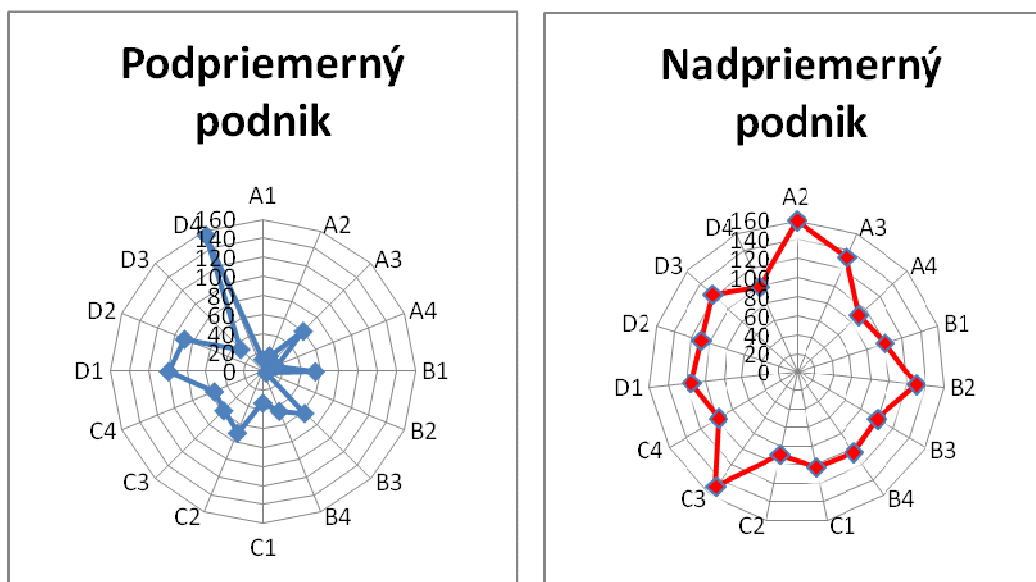 Podpriemerný
podnik
A1
A2
A3
A4
B1
B2
B3
B4
C1
C2
C3
C4
D1
D2
D3
D4
160
140
120
100
80
60
40
20
0
Nadpriemerný
podnik
A2
A3
A4
B1
B2
B3
B4
C1
C2
C3
C4
D1
D2
D3
D4
160
140
120
100
80
60
40
20
0